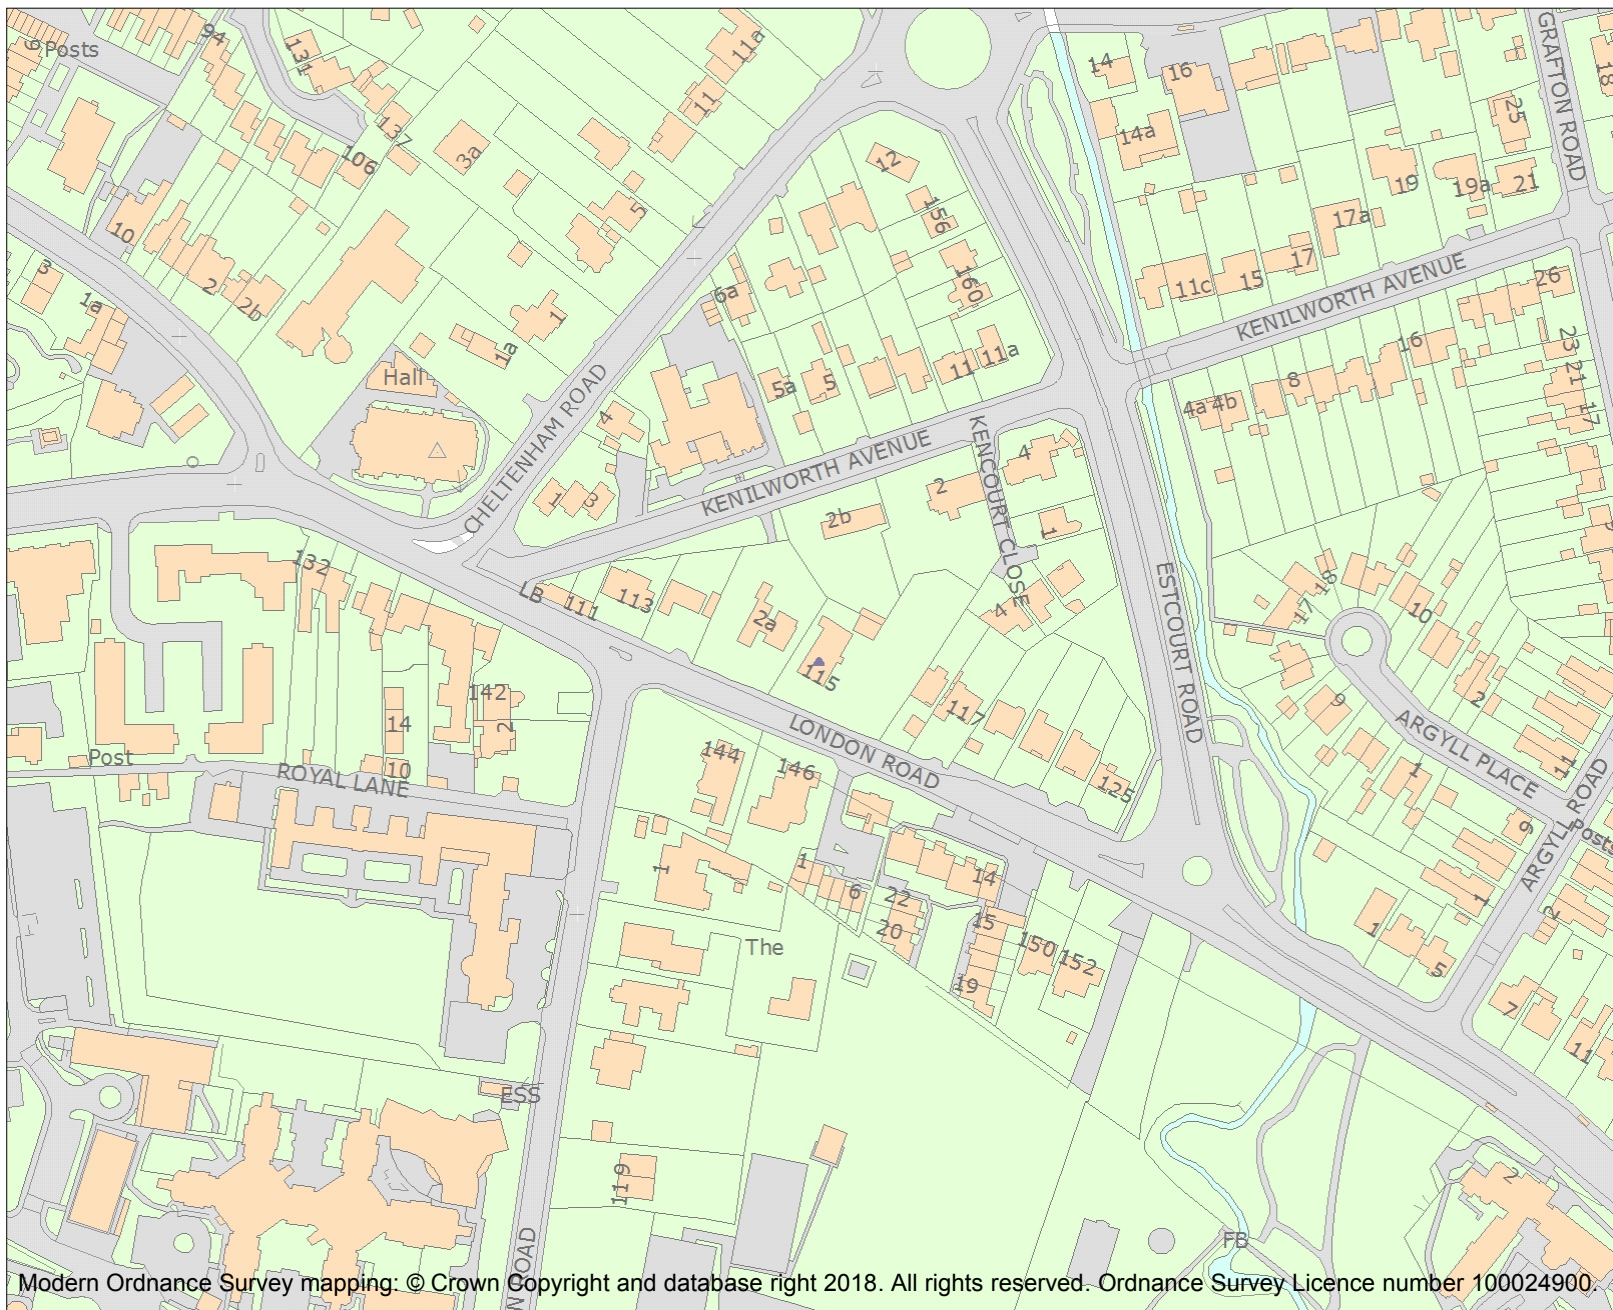 94
9
Posts
131
11a
11
137
3a
106
14
16
14a
25
GRAFTON ROAD
18
12
156
160
5
19
19a
21
17a
17
15
11c
KENILWORTH AVENUE
26
10
3
1a
2
2b
1
1a
6a
Hall
CHELTENHAM ROAD
4
5a
5
11
11a
16
8
4a
4b
23
21
17
1
3
KENILWORTH AVENUE
KENCOURT CLOSE
4
2
2b
1
4
ESTCOURT ROAD
132
LB
111
113
2a
115
117
125
LONDON ROAD
18
17
10
2
9
ARGYLL PLACE
11
1
9
Posts
ARGYLL ROAD
142
14
2
10
Post
ROYAL LANE
144
146
1
1
6
22
20
14
15
19
150
152
The
1
2
1
5
7
11
ESS
119
2
FB
ROAD
Modern Ordnance Survey mapping: © Crown Copyright and database right 2018. All rights reserved. Ordnance Survey Licence number 100024900.